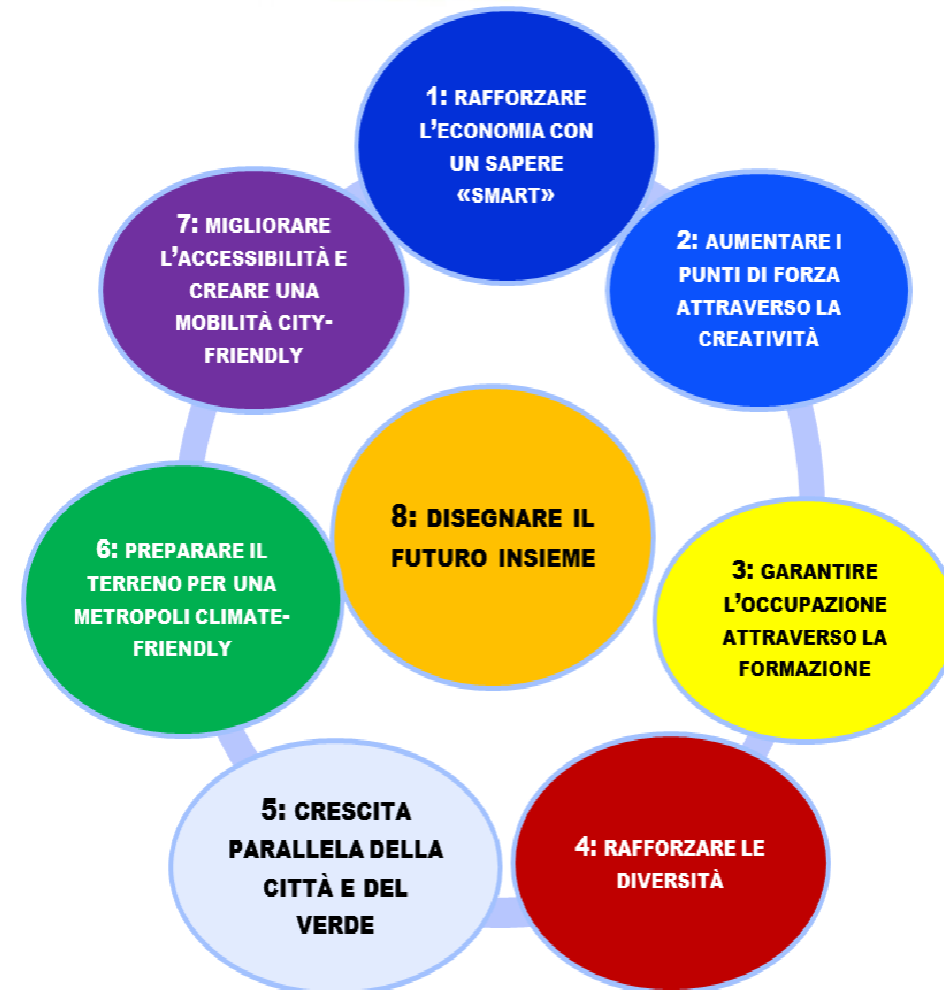 1: RAFFORZARE
L'ECONOMIA CON
UN SAPERE
«SMART»
2: AUMENTARE I
PUNTI DI FORZA
ATTRAVERSO LA
CREATIVITÀ
3: GARANTIRE
L'OCCUPAZIONE
ATTRAVERSO LA
FORMAZIONE
4: RAFFORZARE LE
DIVERSITÀ
5: CRESCITA
PARALLELA DELLA
CITTÀ E DEL
VERDE
6: PREPARARE IL
TERRENO PER UNA
METROPOLI CLIMATE-
FRIENDLY
7: MIGLIORARE
L'ACCESSIBILITÀ E
CREARE UNA
MOBILITÀ CITY-
FRIENDLY
8: DISEGNARE IL
FUTURO INSIEME